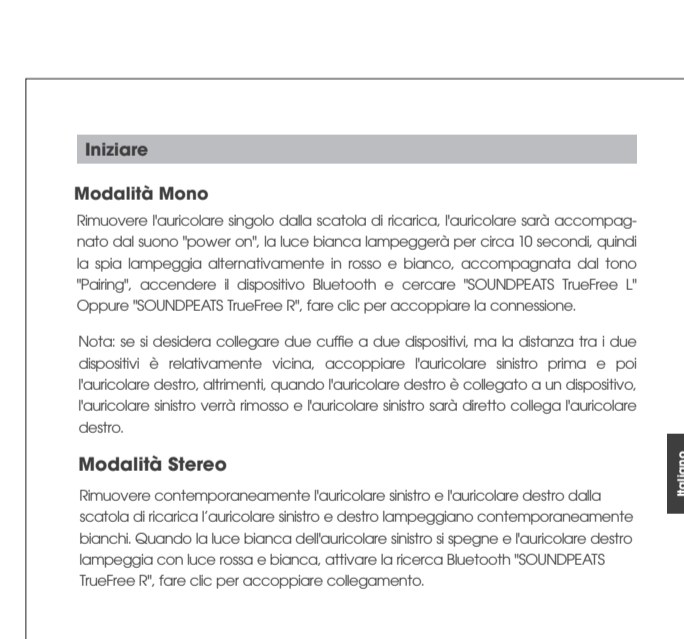 Iniziare
Modalità Mono
Rimuovere l'auricolare singolo dalla scatola di ricarica, l'auricolare sarà accompag-
nato dal suono "power on", la luce bianca lampeggerà per circa 10 secondi, quindi
la spia lampeggia alternativamente in rosso e bianco, accompagnata dal tono
"Pairing", accendere il dispositivo Bluetooth e cercare "SOUNDPEATS TrueFree L"
Oppure "SOUNDPEATS TrueFree R", fare clic per accoppiare la connessione.
Nota: se si desidera collegare due cuffie a due dispositivi, ma la distanza tra i due
dispositivi è relativamente vicina, accoppiare l'auricolare sinistro prima e poi
l'auricolare destro, altrimenti, quando l'auricolare destro è collegato a un dispositivo,
l'auricolare sinistro verrà rimosso e l'auricolare sinistro sarà diretto collega l'auricolare
destro.
Modalità Stereo
Rimuovere contemporaneamente l'auricolare sinistro e l'auricolare destro dalla
scatola di ricarica l'auricolare sinistro e destro lampeggiano contemporaneamente
bianchi. Quando la luce bianca dell'auricolare sinistro si spegne e l'auricolare destro
lampeggia con luce rossa e bianca, attivare la ricerca Bluetooth "SOUNDPEATS
TrueFree R", fare clic per accoppiare collegamento.
Italiano